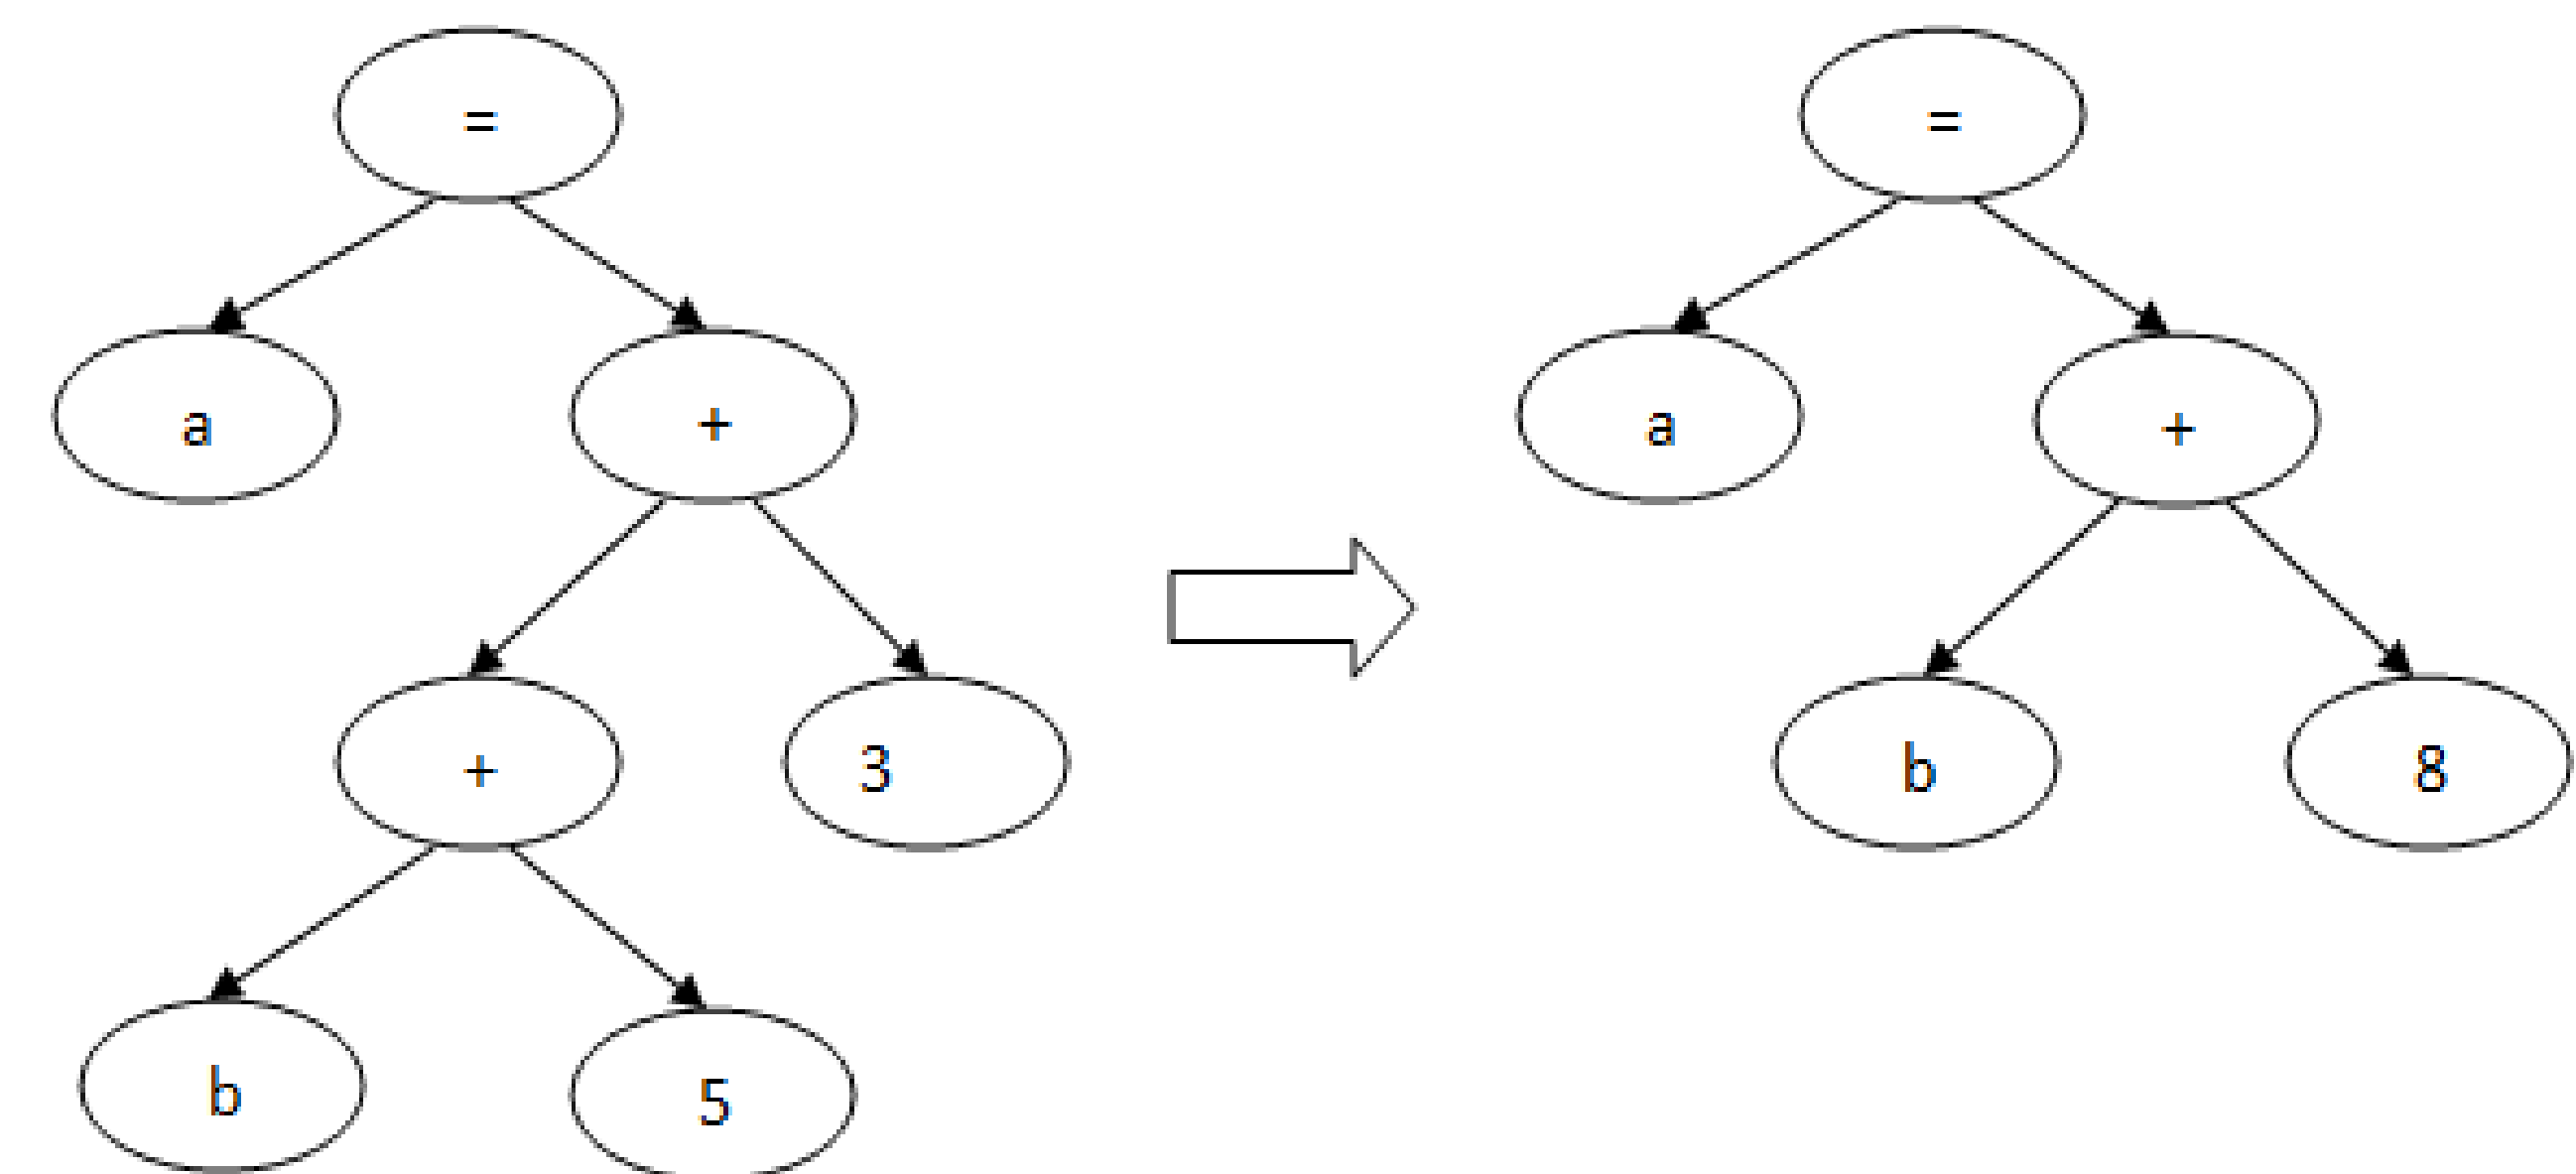 = =
a + a +
+ 3 b 8
b 5